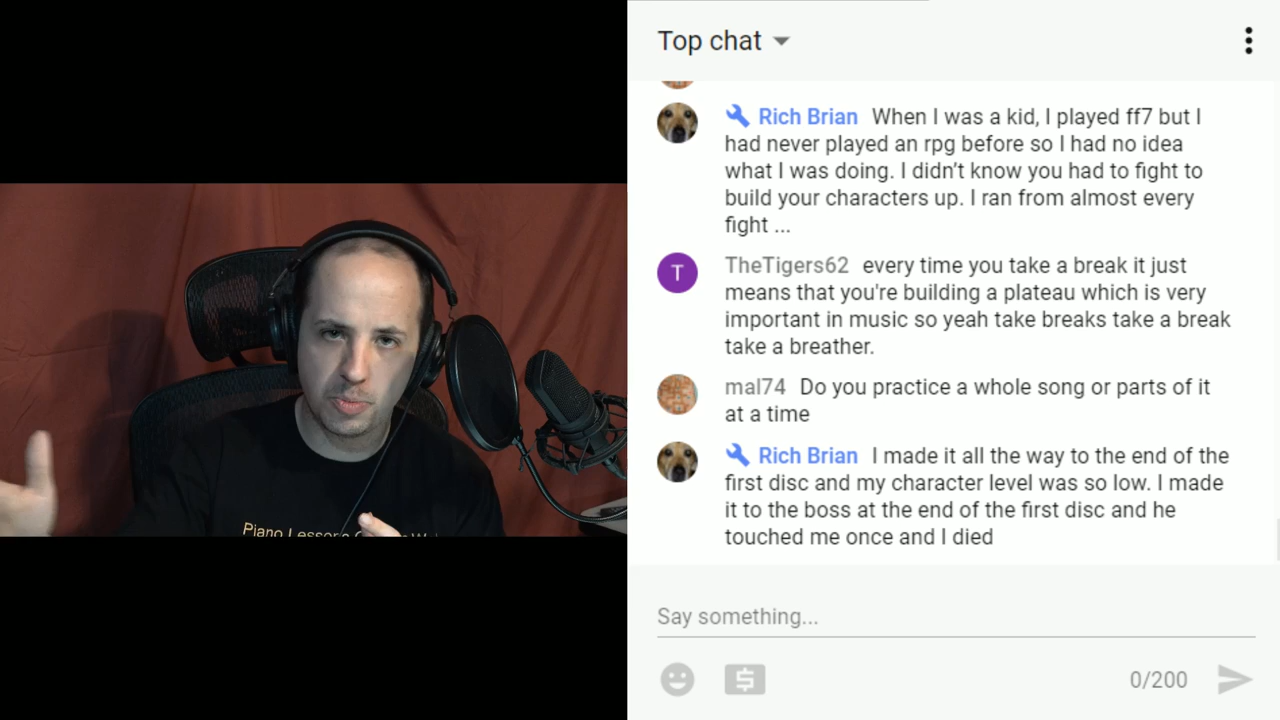 Top chat
Rich Brian When I was a kid, I played ff7 but I
had never played an rpg before so I had no idea
what I was doing. I didn’t know you had to fight to
build your characters up. I ran from almost every
fight ...
T
TheTigers62 every time you take a break it just
means that you're building a plateau which is very
important in music so yeah take breaks take a break
take a breather.
mal74 Do you practice a whole song or parts of it
at a time
Rich Brian I made it all the way to the end of the
first disc and my character level was so low. I made
it to the boss at the end of the first disc and he
touched me once and I died
Piano Lessons
Say something...
0/200